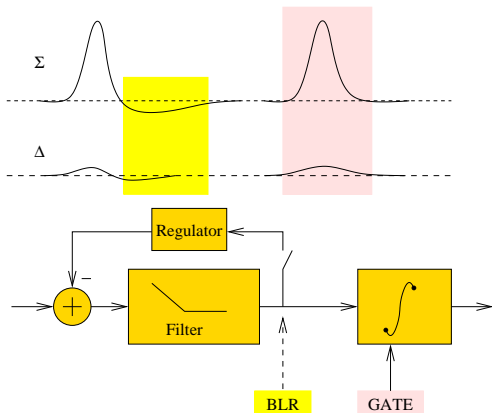 Σ
Δ
Regulator
−
+
Filter
BLR
GATE